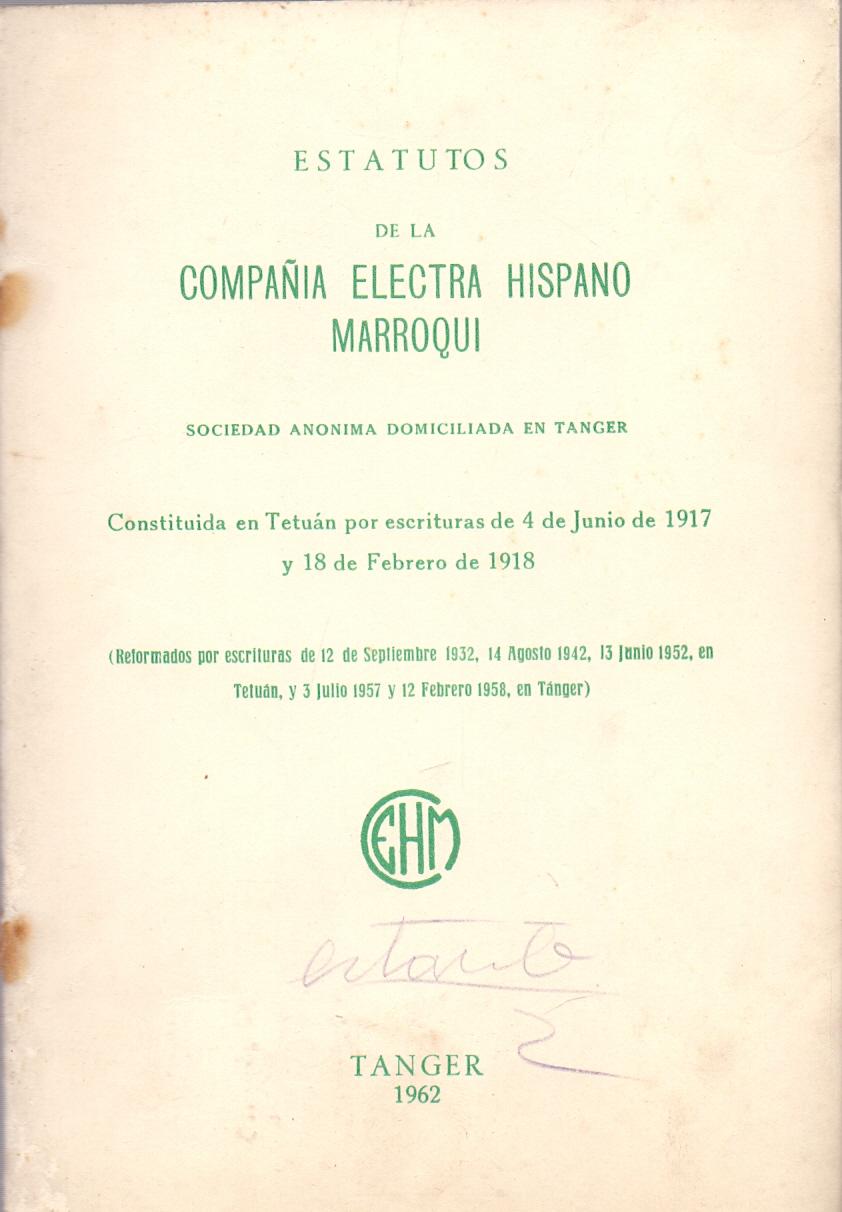 ESTATUTOS
DE LA
COMPAÑIA ELECTRA HISPANO
MARROQUI
SOCIEDAD ANONIMA DOMICILIADA EN TANGER
Constituida en Tetuán por escrituras de 4 de Junio de 1917
y 18 de Febrero de 1918
(Reformados por escrituras de 12 de Septiembre 1932, 14 Agosto 1942, 13 Junio 1952, en
Tetuán, y 3 Julio 1957 y 12 Febrero 1958, en Tánger)
CEHM
estante
TANGER
1962